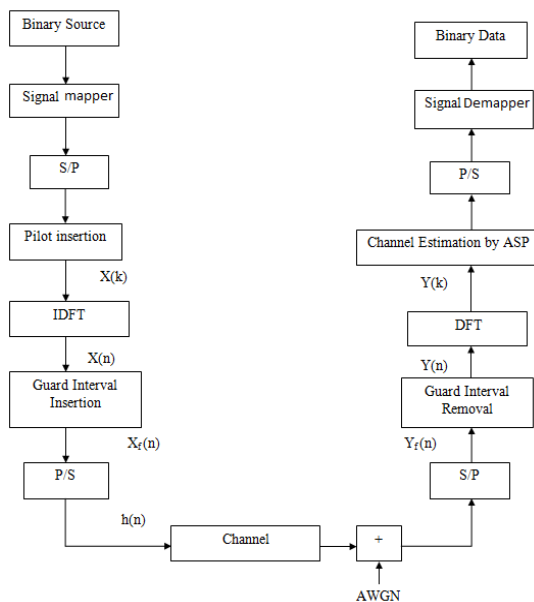 Binary Source
Signal mapper
S/P
Pilot insertion
X(k)
IDFT
X(n)
Guard Interval
Insertion
Xf(n)
P/S
h(n)
Channel
+
AWGN
S/P
Yf(n)
Guard Interval
Removal
Y(n)
DFT
Y(k)
Channel Estimation by ASP
P/S
Signal Demapper
Binary Data